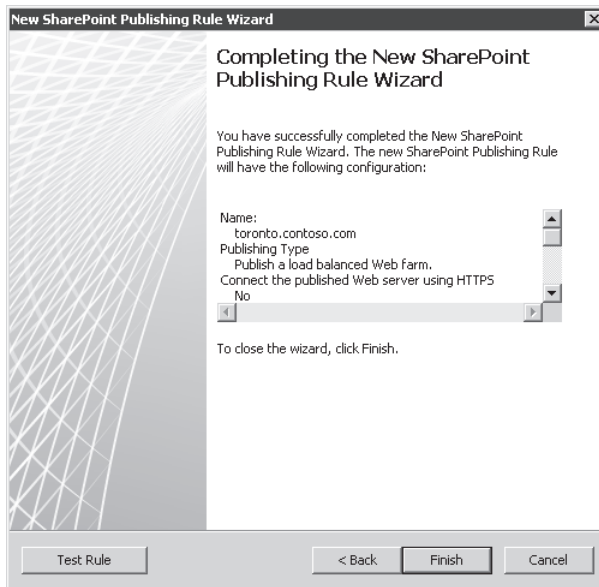 New SharePoint Publishing Rule Wizard
Completing the New SharePoint
Publishing Rule Wizard
You have successfully completed the New SharePoint
Publishing Rule Wizard. The new SharePoint Publishing Rule
will have the following configuration:
Name:
toronto.contoso.com
Publishing Type
Publish a load balanced Web farm.
Connect the published Web server using HTTPS
No
To close the wizard, click Finish.
Test Rule
< Back
Finish
Cancel